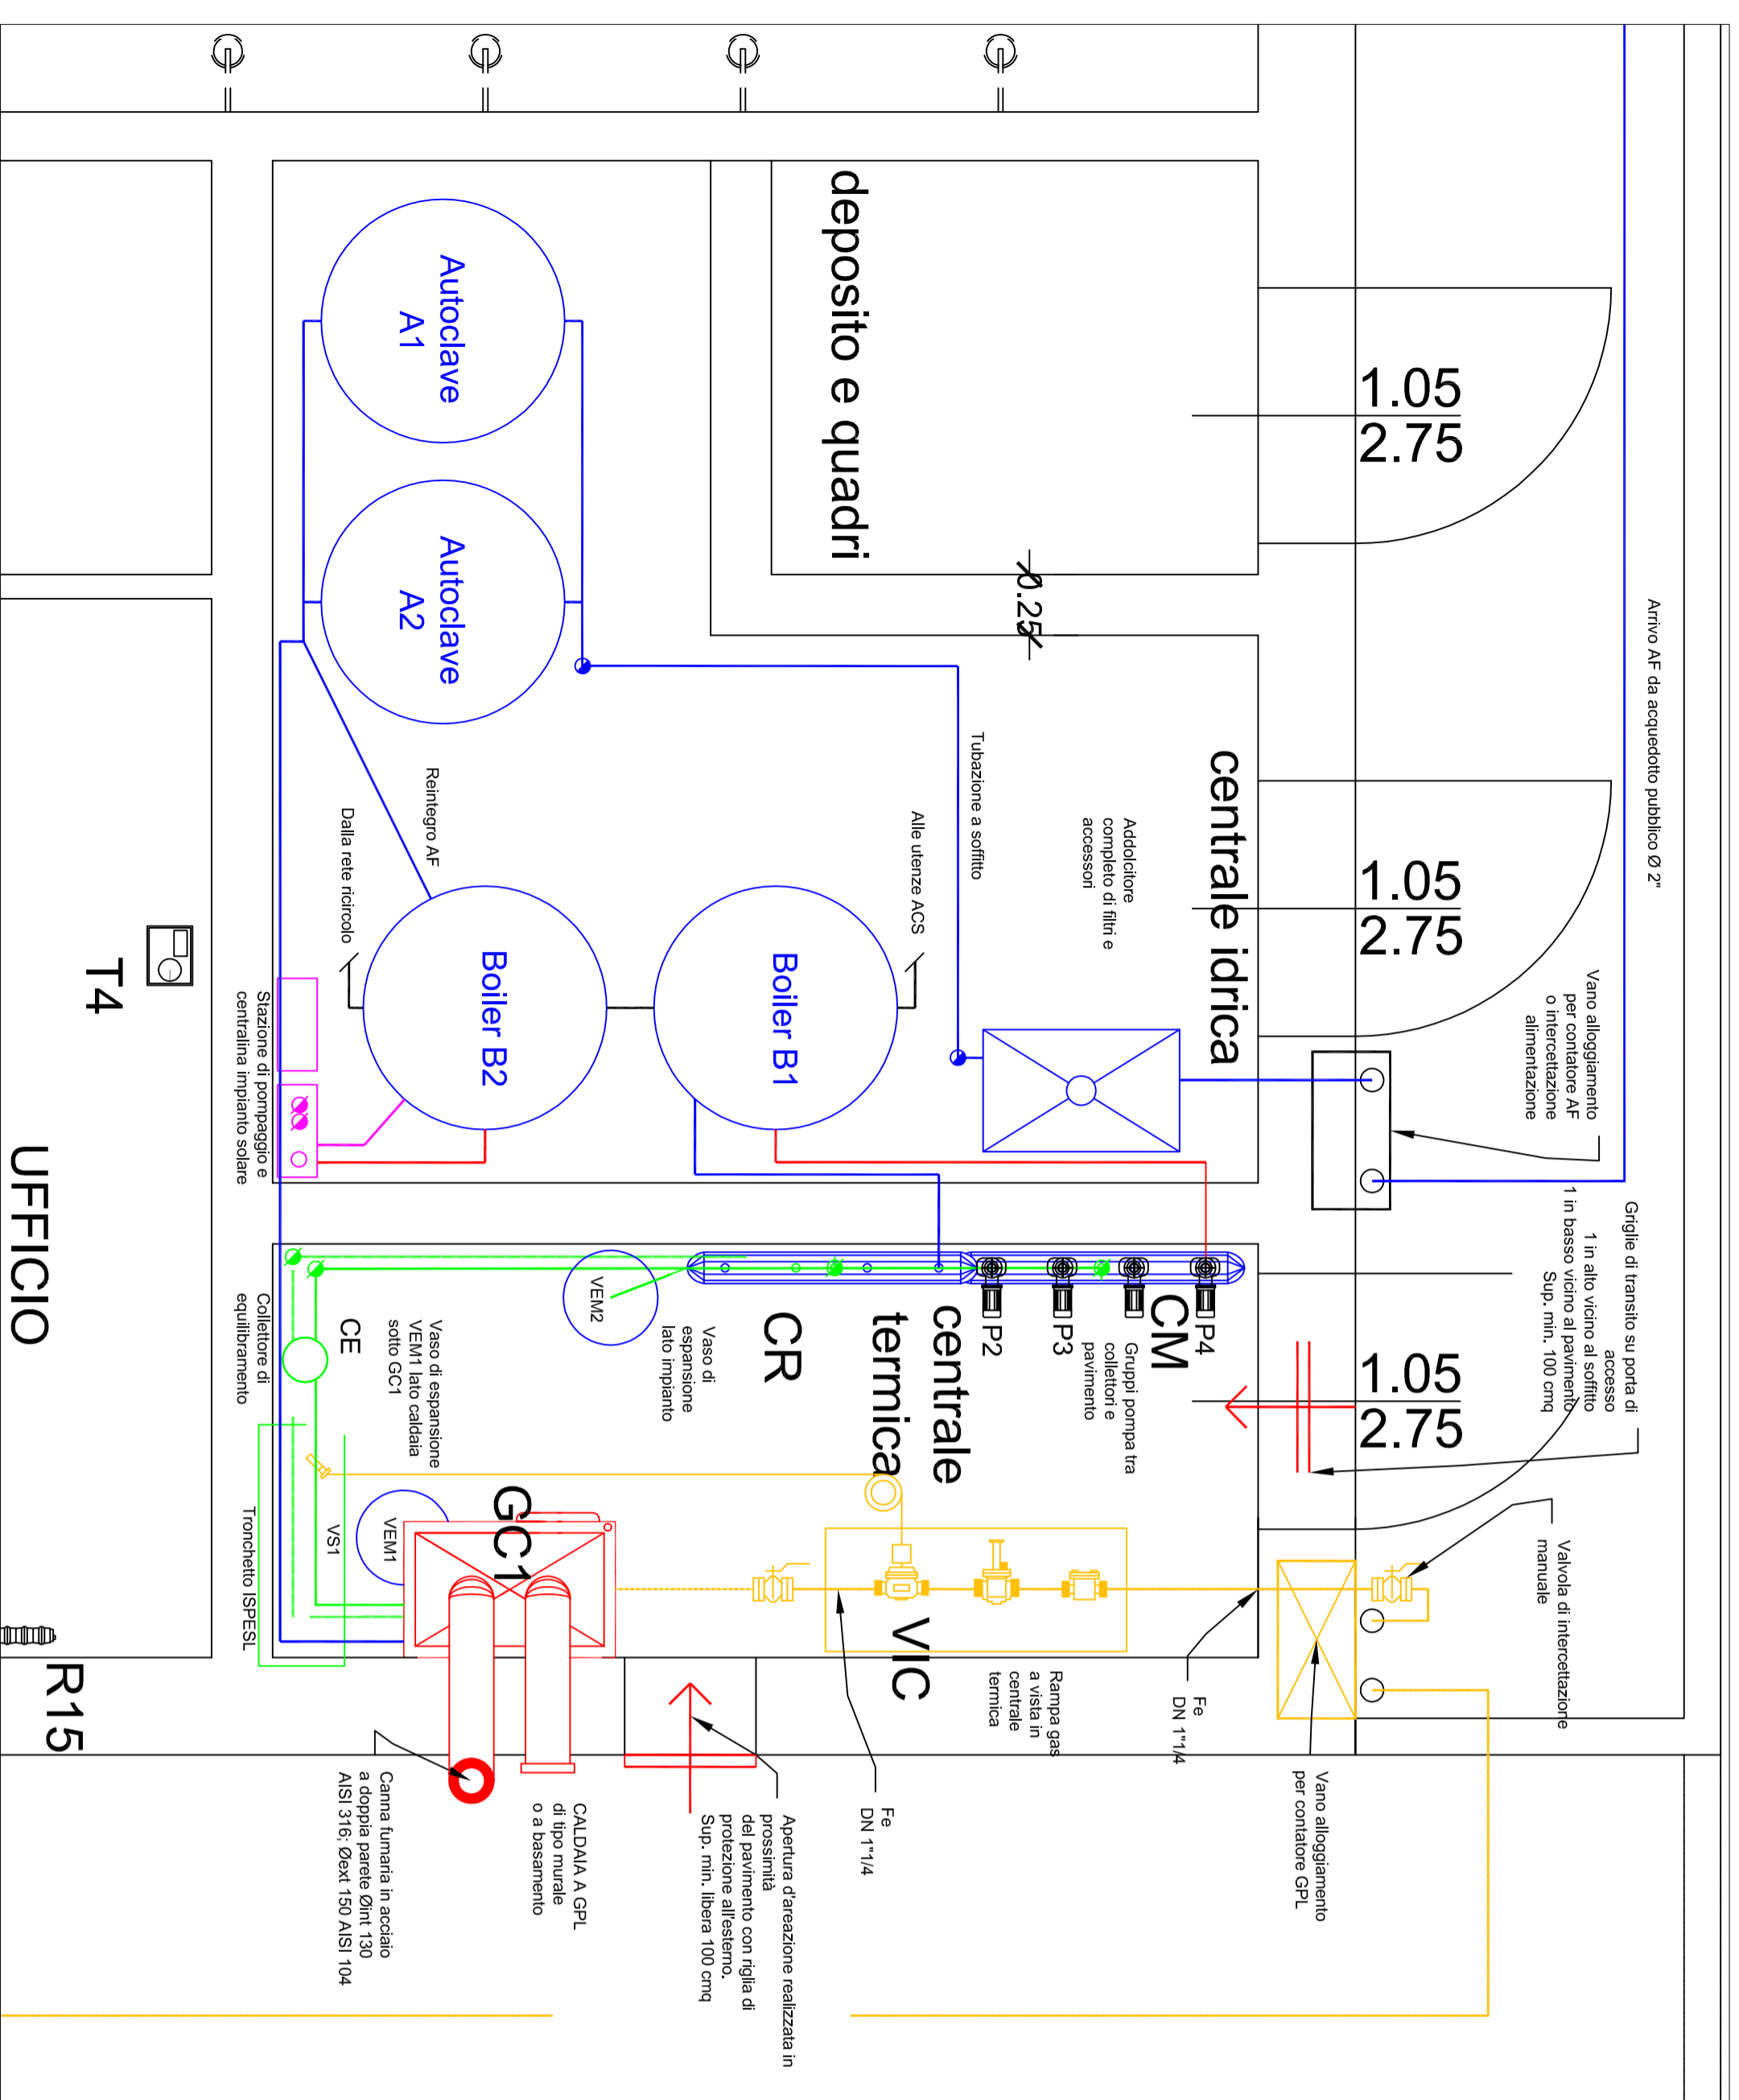 Arrivo AF da acquedotto pubblico Ø 2"
1.05
2.75
1.05
2.75
1.05
2.75
Vano alloggiamento
per contatore AF
o intercettazione
alimentazione
Griglie di transito su porta di
accesso
1 in alto vicino al soffitto
1 in basso vicino al pavimento
Sup. min. 100 cmq
Valvola di intercettazione
manuale
Vano alloggiamento
per contatore GPL
deposito e quadri
0.25
centrale idrica
Addolcitore
completo di filtri e
accessori
Tubazione a soffitto
Alle utenze ACS
Autoclave
A1
Autoclave
A2
Reintegro AF
Dalla rete ricircolo
Boiler B1
Boiler B2
Stazione di pompaggio e
centralina impianto solare
P4
CM
P3
P2
Gruppi pompa tra
collettori e
pavimento
centrale
termica
CR
Vaso di
espansione
lato impianto
VEM2
Vaso di espansione
VEM1 lato caldaia
sotto GC1
CE
Collettore di
equilibramento
GC1
VEM1
VS1
Tronchetto ISPESL
VIC
Fe
DN 1"1/4
Rampa gas
a vista in
centrale
termica
Fe
DN 1"1/4
Apertura d'areazione realizzata in
prossimità
del pavimento con riglia di
protezione all'esterno.
Sup. min. libera 100 cmq
CALDAIA A GPL
di tipo murale
o a basamento
Canna fumaria in acciaio
a doppia parete Øint 130
AISI 316; Øext 150 AISI 104
T4
UFFICIO
R15